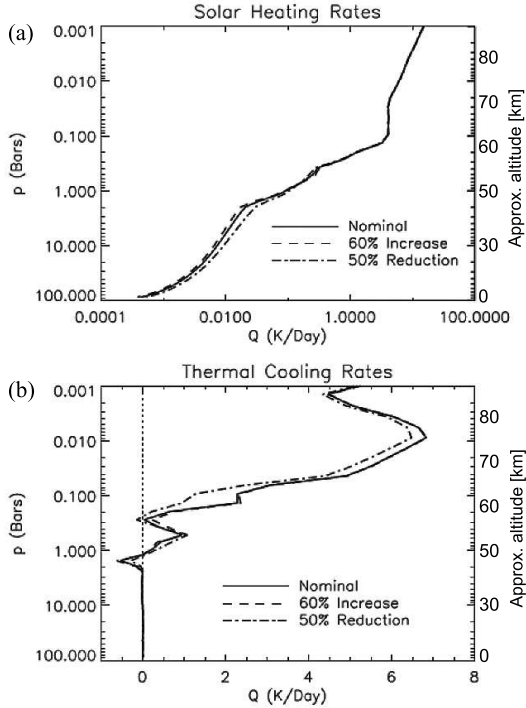 Solar Heating Rates
(a)
0.001
0.010
0.100
1.000
10.000
100.000
p (Bars)
80
70
60
50
30
0
Approx. altitude [km]
Nominal
60% Increase
50% Reduction
0.0001 0.0100 1.0000 100.0000
Q (K/Day)
Thermal Cooling Rates
(b)
0.001
0.010
0.100
1.000
10.000
100.000
p (Bars)
80
70
60
50
30
0
Approx. altitude [km]
Nominal
60% Increase
50% Reduction
0 2 4 6 8
Q (K/Day)